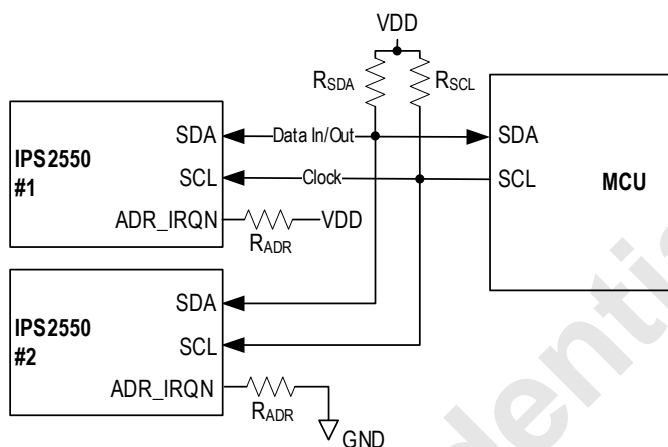 VDD
RSDA
RSCL
SDA
Data In/Out
SDA
IPS2550
#1
SCL
Clock
SCL
MCU
ADR_IRQN
VDD
RADR
SDA
IPS2550
#2
SCL
ADR_IRQN
RADR
GND